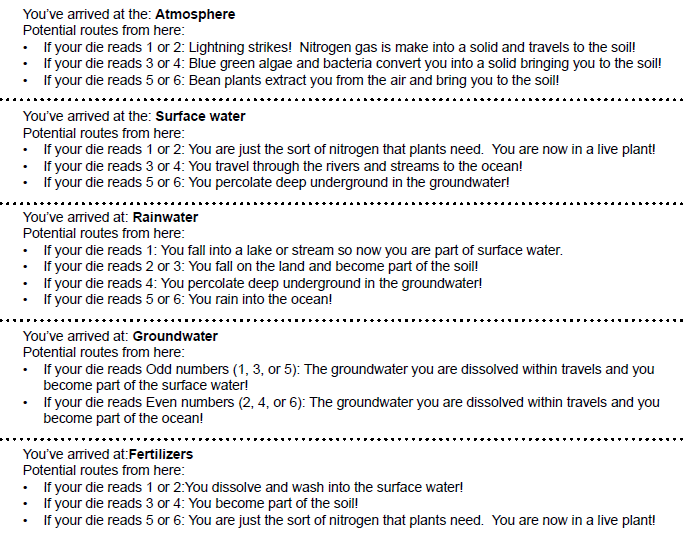 You've arrived at the: Atmosphere
Potential routes from here:
• If your die reads 1 or 2: Lightning strikes! Nitrogen gas is make into a solid and travels to the soil!
• If your die reads 3 or 4: Blue green algae and bacteria convert you into a solid bringing you to the soil!
• If your die reads 5 or 6: Bean plants extract you from the air and bring you to the soil!
You've arrived at the: Surface water
Potential routes from here:
• If your die reads 1 or 2: You are just the sort of nitrogen that plants need. You are now in a live plant!
• If your die reads 3 or 4: You travel through the rivers and streams to the ocean!
• If your die reads 5 or 6: You percolate deep underground in the groundwater!
You've arrived at: Rainwater
Potential routes from here:
• If your die reads 1: You fall into a lake or stream so now you are part of surface water.
• If your die reads 2 or 3: You fall on the land and become part of the soil!
• If your die reads 4: You percolate deep underground in the groundwater!
• If your die reads 5 or 6: You rain into the ocean!
You've arrived at: Groundwater
Potential routes from here:
• If your die reads Odd numbers (1, 3, or 5): The groundwater you are dissolved within travels and you
become part of the surface water!
• If your die reads Even numbers (2, 4, or 6): The groundwater you are dissolved within travels and you
become part of the ocean!
You've arrived at:Fertilizers
Potential routes from here:
• If your die reads 1 or 2:You dissolve and wash into the surface water!
• If your die reads 3 or 4: You become part of the soil!
• If your die reads 5 or 6: You are just the sort of nitrogen that plants need. You are now in a live plant!